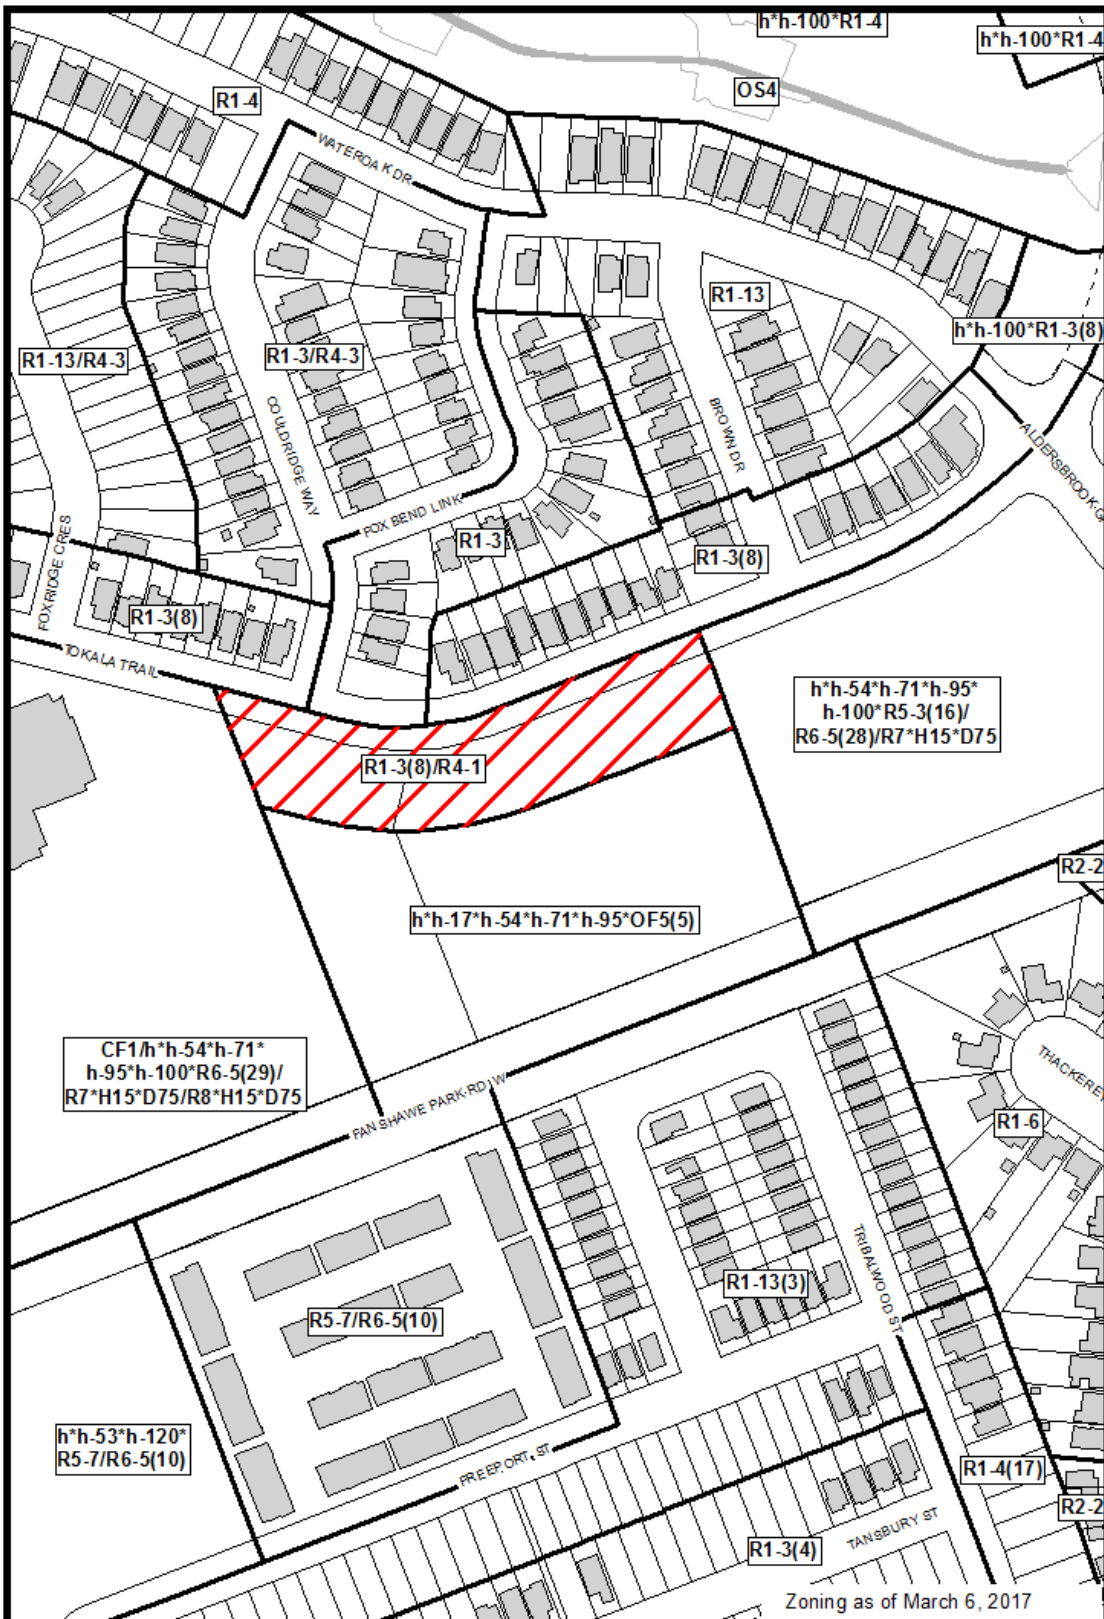 h*h-100*R1-4
h*h-100*R1-4
OS4
R1-4
WATEROAK DR
R1-13
h*h-100*R1-3(8)
R1-13/R4-3
R1-3/R4-3
COULDRIDGE WAY
BROWN DR
ALDERSBROOK G
FOX BEND LINK
R1-3
R1-3(8)
FOXRIDGE CRES
R1-3(8)
TOKALA TRAIL
h*h-54*h-71*h-95*
h-100*R5-3(16)/
R6-5(28)/R7*H15*D75
R1-3(8)/R4-1
R2-2
h*h-17*h-54*h-71*h-95*OF5(5)
CF1/h*h-54*h-71*
h-95*h-100*R6-5(29)/
R7*H15*D75/R8*H15*D75
FANSHAWE PARK RD W
THACKEREY
R1-6
TRIBALWOOD ST
R1-13(3)
R5-7/R6-5(10)
h*h-53*h-120*
R5-7/R6-5(10)
FREEPORT ST
R1-4(17)
R2-2
TANSBURY ST
R1-3(4)
Zoning as of March 6, 2017